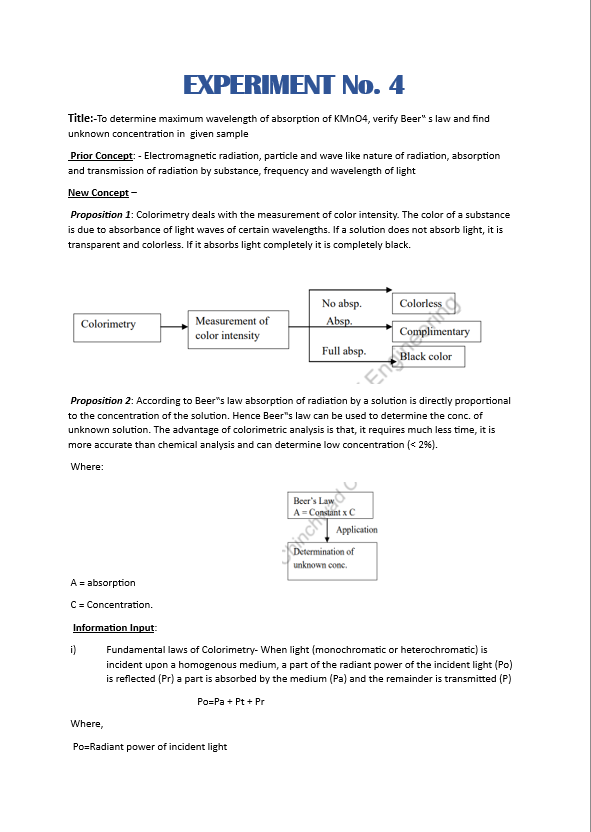 EXPERIMENT No. 4
Title:-To determine maximum wavelength of absorption of KMnO4, verify Beer‟ s law and find
unknown concentration in given sample
Prior Concept: - Electromagnetic radiation, particle and wave like nature of radiation, absorption
and transmission of radiation by substance, frequency and wavelength of light
New Concept –
Proposition 1: Colorimetry deals with the measurement of color intensity. The color of a substance
is due to absorbance of light waves of certain wavelengths. If a solution does not absorb light, it is
transparent and colorless. If it absorbs light completely it is completely black.
No absp. Colorless
Colorimetry Measurement of Absp. Complimentary
color intensity
Full absp. Black color
Engineering
Proposition 2: According to Beer‟s law absorption of radiation by a solution is directly proportional
to the concentration of the solution. Hence Beer‟s law can be used to determine the conc. of
unknown solution. The advantage of colorimetric analysis is that, it requires much less time, it is
more accurate than chemical analysis and can determine low concentration (< 2%).
Where:
Beer's Law
A = Constant x C
Application
Determination of
unknown conc.
A = absorption
C = Concentration.
Information Input:
i) Fundamental laws of Colorimetry- When light (monochromatic or heterochromatic) is
incident upon a homogenous medium, a part of the radiant power of the incident light (Po)
is reflected (Pr) a part is absorbed by the medium (Pa) and the remainder is transmitted (P)
Po=Pa + Pt + Pr
Where,
Po=Radiant power of incident light